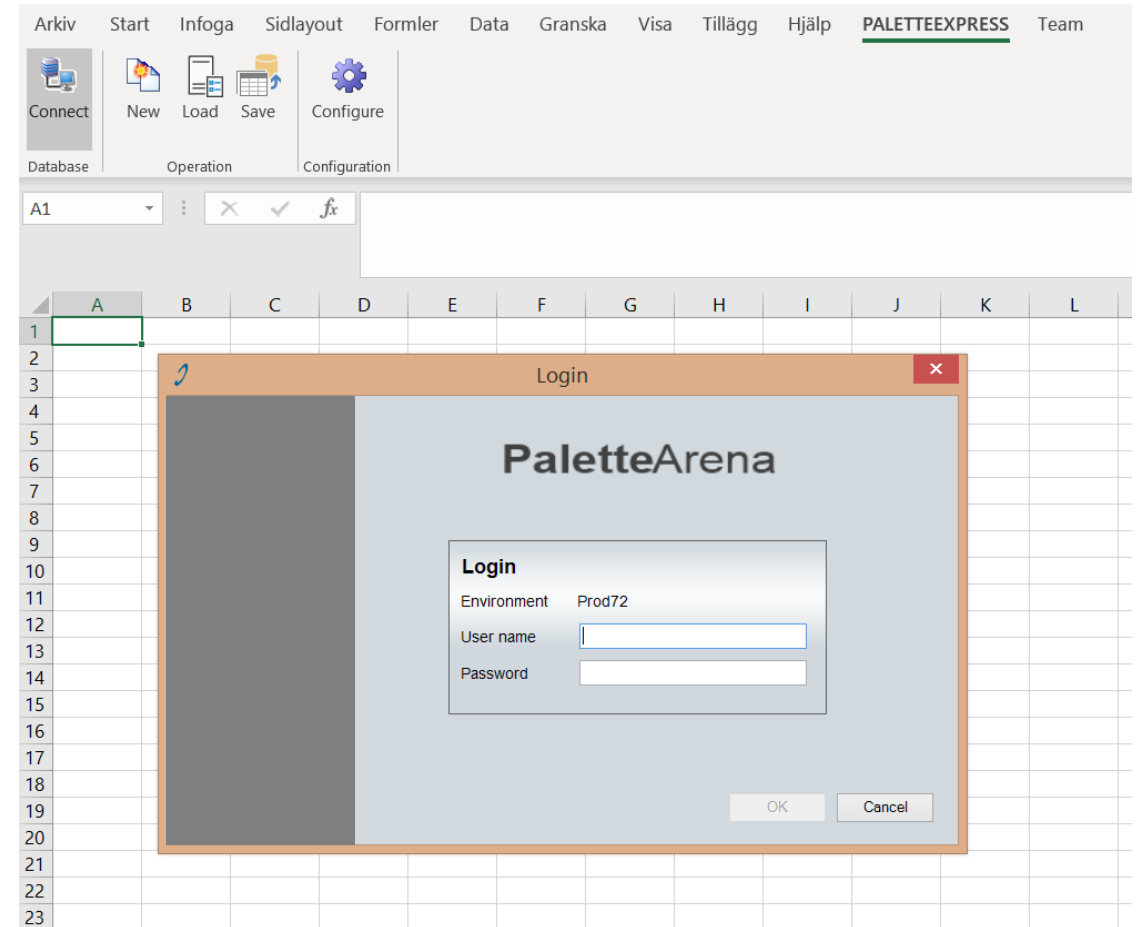 Arkiv Start Infoga Sidlayout Formler Data Granska Visa Tillägg Hjälp PALETTEEXPRESS Team
Connect New Load Save Configure
Database Operation Configuration
A1 fx
A B C D E F G H I J K L
1
2
3
4
5
6
7
8
9
10
11
12
13
14
15
16
17
18
19
20
21
22
23
Login
PaletteArena
Login
Environment Prod72
User name
Password
OK Cancel